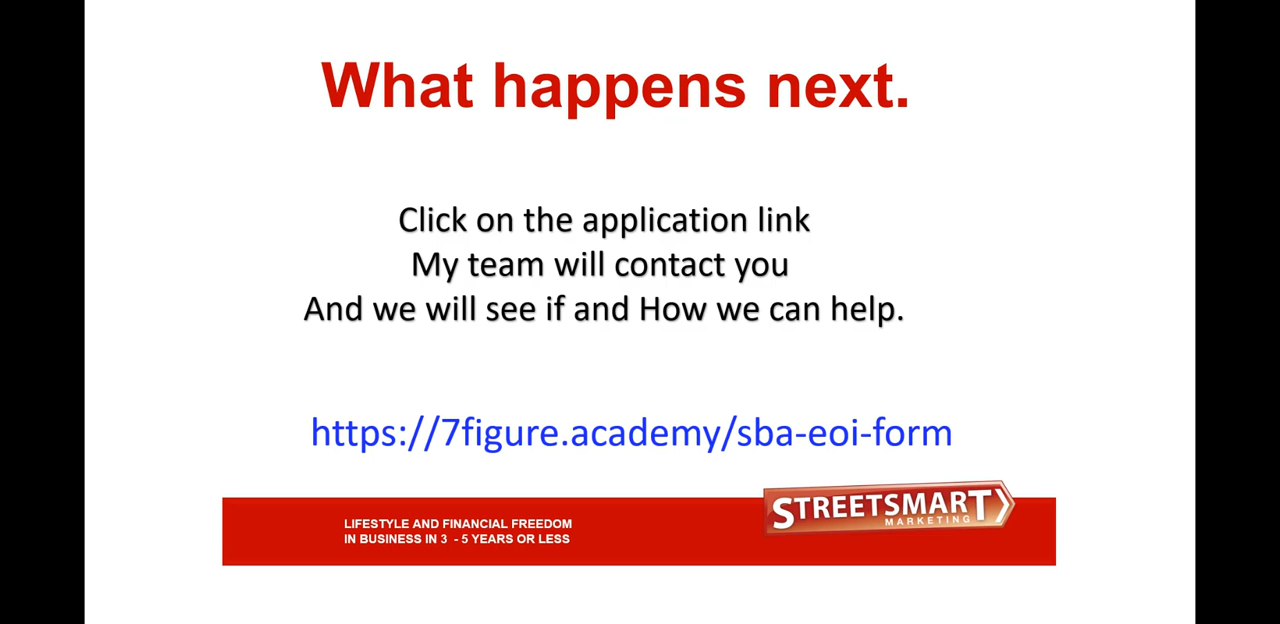 What happens next.
Click on the application link
My team will contact you
And we will see if and How we can help.
https://7figure.academy/sba-eoi-form
LIFESTYLE AND FINANCIAL FREEDOM
IN BUSINESS IN 3 - 5 YEARS OR LESS
STREETSMART
MARKETING